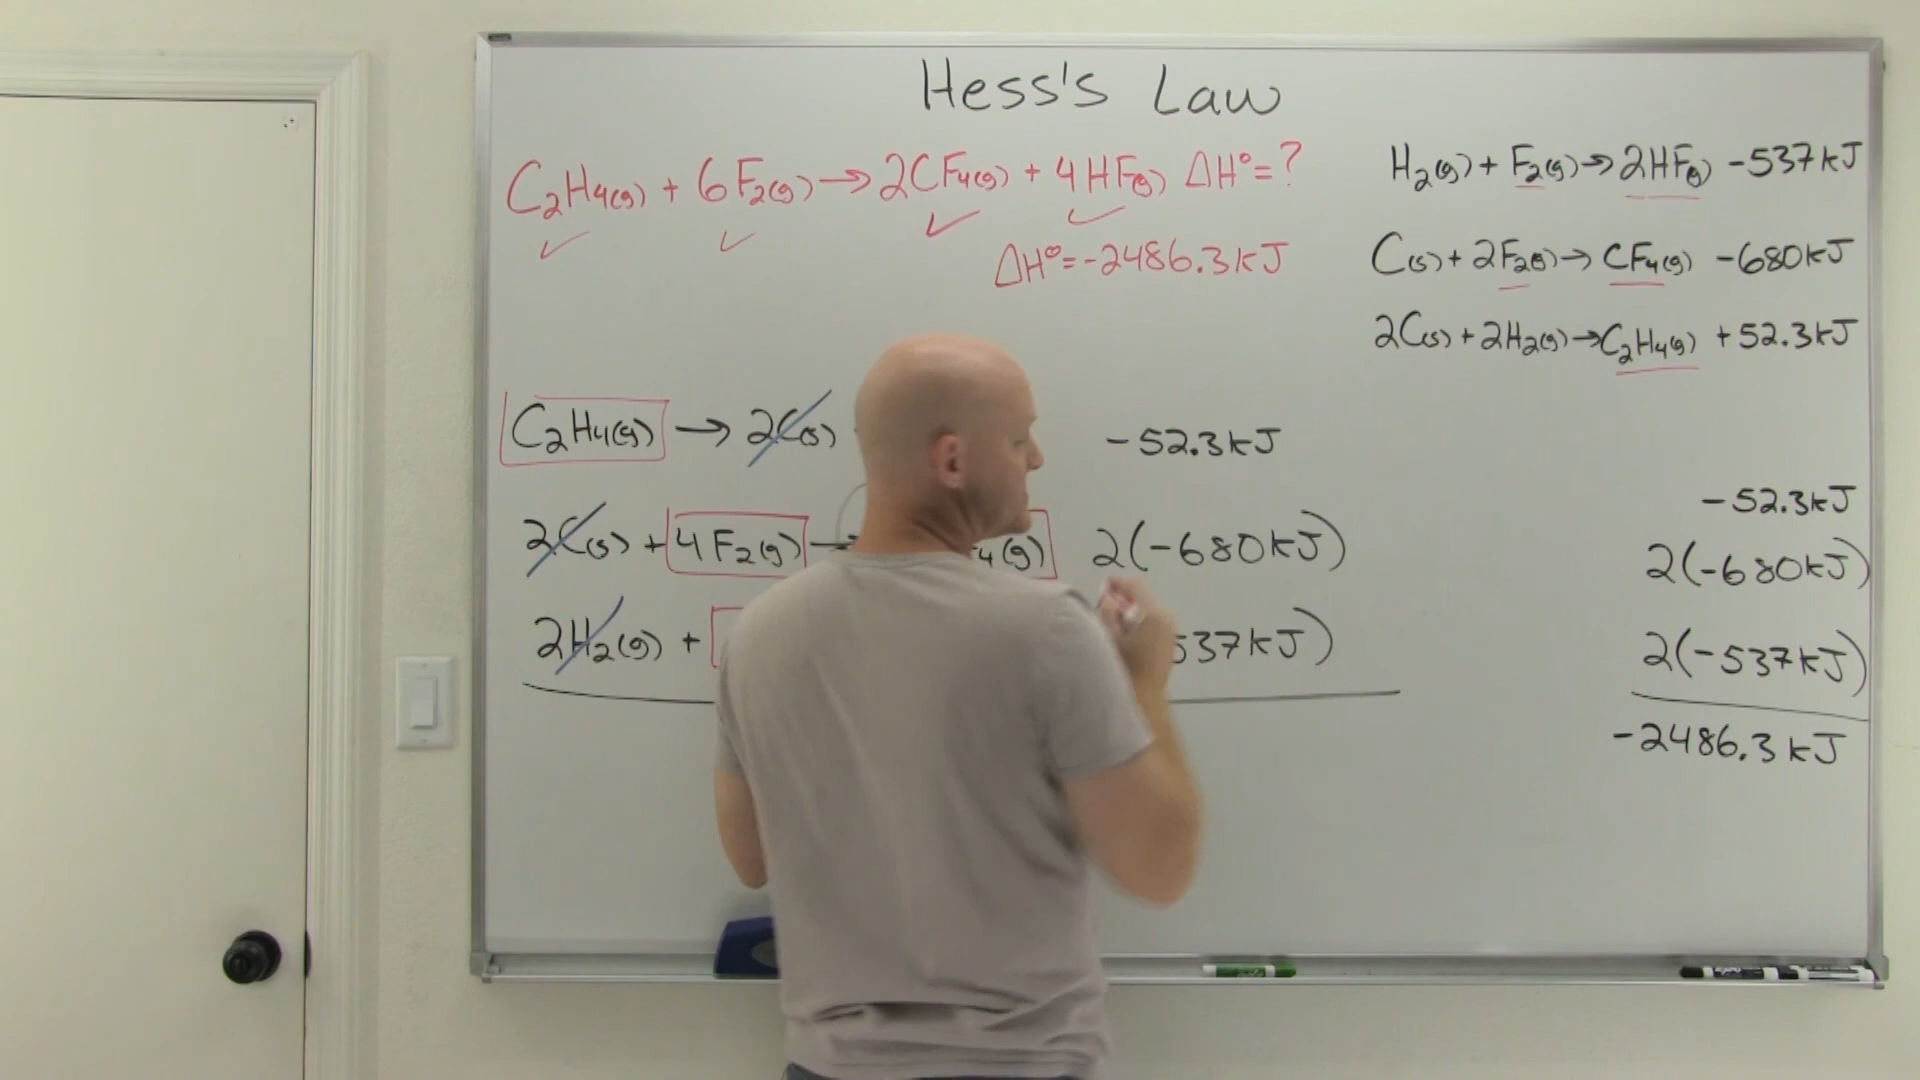 Hess's Law
C₂H₄(g) + 6F₂(g) → 2CF₄(g) + 4HF(g) ΔH° = ?
ΔH° = -2486.3kJ
H₂(g) + F₂(g) → 2HF(g) -537kJ
C(s) + 2F₂(g) → CF₄(g) -680kJ
2C(s) + 2H₂(g) → C₂H₄(g) +52.3kJ
C₂H₄(g) → 2C(s) -52.3kJ
2C(s) + 4F₂(g) → ₄(g) 2(-680kJ)
2H₂(g) + 537kJ)
-52.3kJ
2(-680kJ)
2(-537kJ)
-2486.3kJ